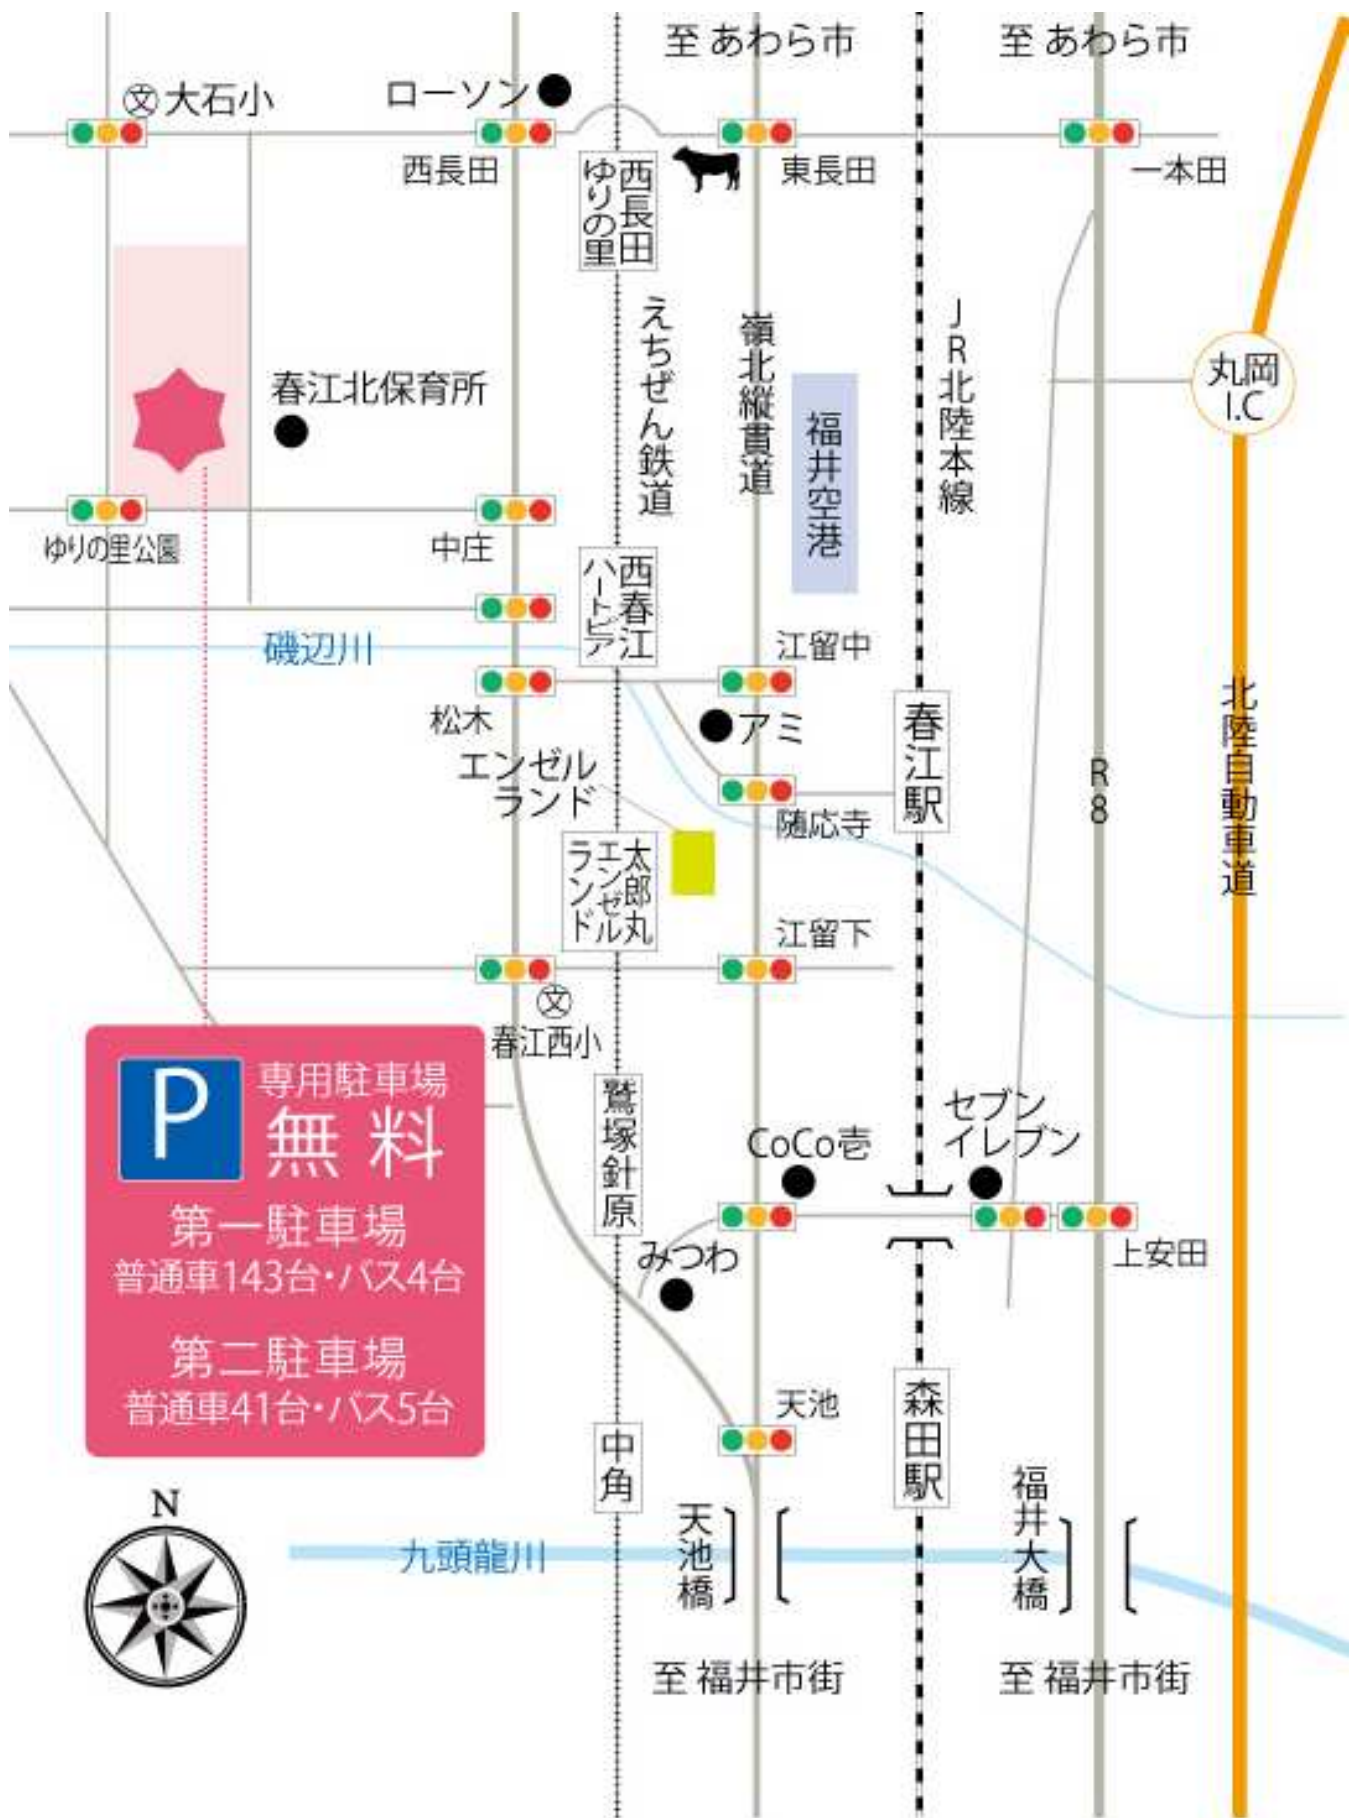 至 あわら市
至 あわら市
文 大石小
ローソン
西長田
東長田
一本田
西長田
ゆりの里
えちぜん鉄道
嶺北縦貫道
JR北陸本線
丸岡
I.C
春江北保育所
福井空港
ゆりの里公園
中庄
西春江
ハートピア
磯辺川
江留中
松木
アミ
エンゼル
ランド
春江駅
R8
北陸自動車道
随応寺
太郎丸
エンゼル
ランド
江留下
文
春江西小
P
専用駐車場
無料
第一駐車場
普通車143台・バス4台
第二駐車場
普通車41台・バス5台
鷲塚針原
CoCo壱
セブン
イレブン
みつわ
上安田
天池
森田駅
中角
N
天池橋
福井大橋
九頭龍川
至 福井市街
至 福井市街